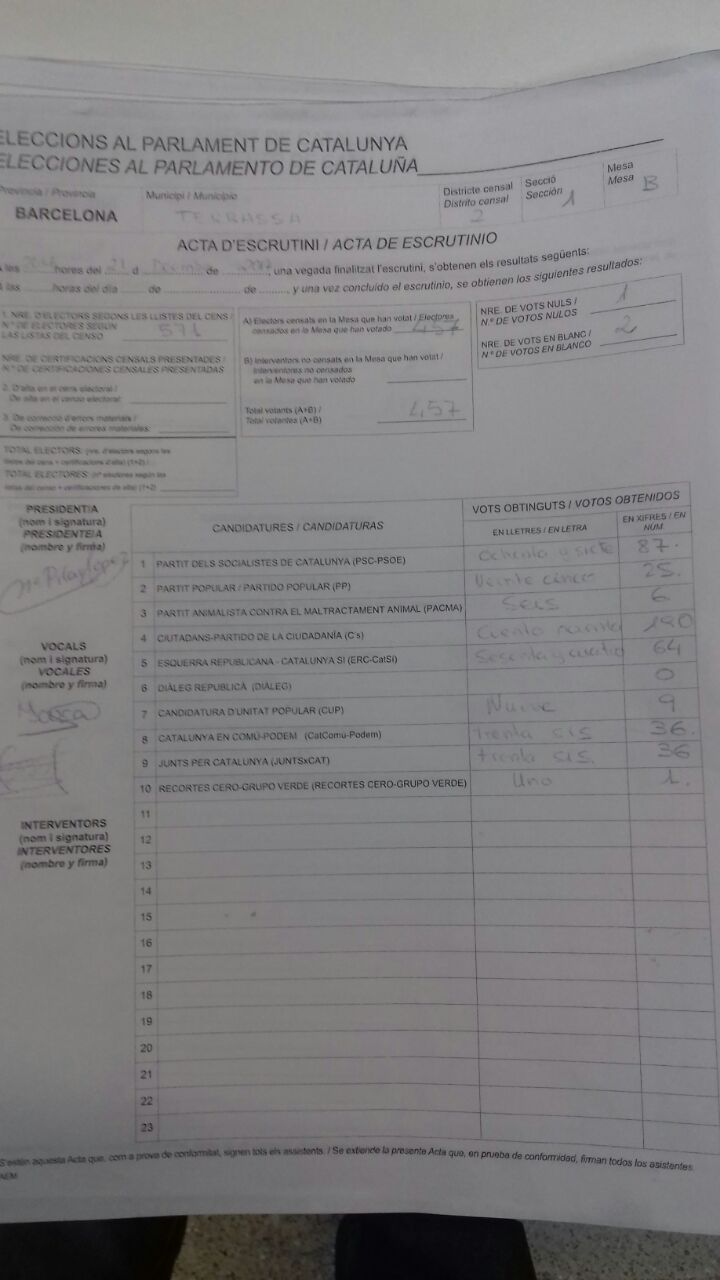 ELECCIONS AL PARLAMENT DE CATALUNYA
ELECCIONES AL PARLAMENTO DE CATALUÑA
Província / Provincia
BARCELONA
Municipi / Municipio
TERRASSA
Districte censal
Distrito censal
2
Secció
Sección
1
Mesa
Mesa
B
ACTA D'ESCRUTINI / ACTA DE ESCRUTINIO
A les hores del 21 d de 2017, una vegada finalitzat l'escrutini, s'obtenen els resultats següents:
A las horas del día de de, y una vez concluido el escrutinio, se obtienen los siguientes resultados:
1. NRE. D'ELECTORS SEGONS LES LLISTES DEL CENS /
N.º DE ELECTORES SEGÚN
LAS LISTAS DEL CENSO 571
NRE. DE CERTIFICACIONS CENSALS PRESENTADES /
N.º DE CERTIFICACIONES CENSALES PRESENTADAS
2. D'alta en el cens electoral /
De alta en el censo electoral:
3. De correcció d'errors materials /
De corrección de errores materiales:
TOTAL ELECTORS: (nre. d'electors segons les
llistes del cens + certificacions d'alta) (1+2) /
TOTAL ELECTORES: (nº electores según las
listas del censo + certificaciones de alta) (1+2)
A) Electors censats en la Mesa que han votat / Electores
censados en la Mesa que han votado 457
B) Interventors no censats en la Mesa que han votat /
Interventores no censados
en la Mesa que han votado
Total votants (A+B) /
Total votantes (A+B) 457
NRE. DE VOTS NULS /
N.º DE VOTOS NULOS 1
NRE. DE VOTS EN BLANC /
N.º DE VOTOS EN BLANCO 2
PRESIDENT/A
(nom i signatura)
PRESIDENTE/A
(nombre y firma)
Mª Pilar López
VOCALS
(nom i signatura)
VOCALES
(nombre y firma)
INTERVENTORS
(nom i signatura)
INTERVENTORES
(nombre y firma)
CANDIDATURES / CANDIDATURAS
VOTS OBTINGUTS / VOTOS OBTENIDOS
EN LLETRES / EN LETRA
EN XIFRES / EN NÚM.
1 PARTIT DELS SOCIALISTES DE CATALUNYA (PSC-PSOE) ochenta y siete 87.
2 PARTIT POPULAR / PARTIDO POPULAR (PP) Veinte cinco 25.
3 PARTIT ANIMALISTA CONTRA EL MALTRACTAMENT ANIMAL (PACMA) Seis 6
4 CIUTADANS-PARTIDO DE LA CIUDADANÍA (C's) Ciento 190
5 ESQUERRA REPUBLICANA - CATALUNYA SÍ (ERC-CatSí) Sesenta y cuatro 64
6 DIÀLEG REPUBLICÀ (DIÀLEG) 0
7 CANDIDATURA D'UNITAT POPULAR (CUP) Nueve 9
8 CATALUNYA EN COMÚ-PODEM (CatComú-Podem) trenta sis 36.
9 JUNTS PER CATALUNYA (JUNTSxCAT) trenta sis 36
10 RECORTES CERO-GRUPO VERDE (RECORTES CERO-GRUPO VERDE) Uno 1.
11
12
13
14
15
16
17
18
19
20
21
22
23
S'estén aquesta Acta que, com a prova de conformitat, signen tots els assistents. / Se extiende la presente Acta que, en prueba de conformidad, firman todos los asistentes.